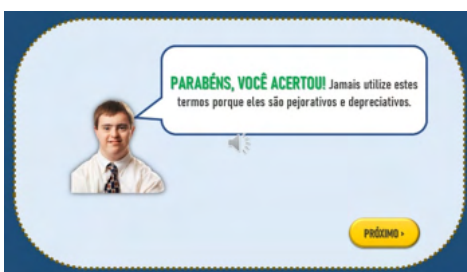 PARABÉNS, VOCÊ ACERTOU! Jamais utilize estes
termos porque eles são pejorativos e depreciativos.
PRÓXIMO ›